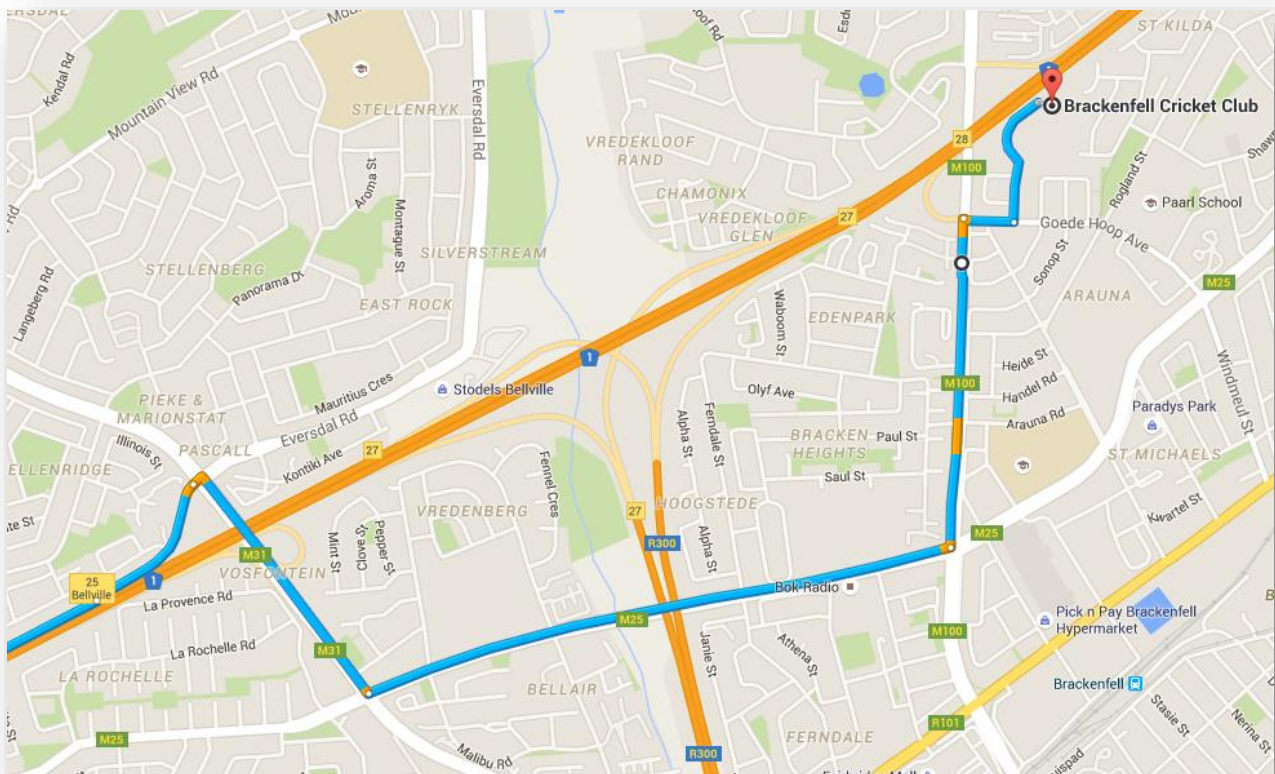 ST KILDA
Kendal Rd
Mountain View Rd
STELLENRYK
Eversdal Rd
Brackenfell Cricket Club
VREDEKLOOF
RAND
28
M100
CHAMONIX
VREDEKLOOF
GLEN
27
Rogland St
Paarl School
Aroma St
Montague St
Goede Hoop Ave
SILVERSTREAM
STELLENBERG
Panorama Dr
EAST ROCK
Langeberg Rd
Sonop St
M25
ARAUNA
Waboom St
EDENPARK
1
Stodels Bellville
Mauritius Cres
Eversdal Rd
PIEKE &
MARIONSTAT
Illinois St
PASCALL
Kontiki Ave
27
Olyf Ave
M100
Heide St
Handel Rd
Arauna Rd
Windmeul St
Paradys Park
ST MICHAELS
Alpha St
Ferndale St
BRACKEN
HEIGHTS
Paul St
Saul St
Fennel Cres
VREDENBERG
HOOGSTEDE
27
R300
Alpha St
Kwartel St
M25
M31
VOSFONTEIN
Mint St
Clove St
Pepper St
25
Bellville
1
La Provence Rd
La Rochelle Rd
M31
LA ROCHELLE
Bok Radio
M25
Janie St
Athena St
M100
Pick n Pay Brackenfell
Hypermarket
BELLAIR
Brackenfell
R101
Stasie St
Nerina St
M25
Malibu Rd
R300
FERNDALE